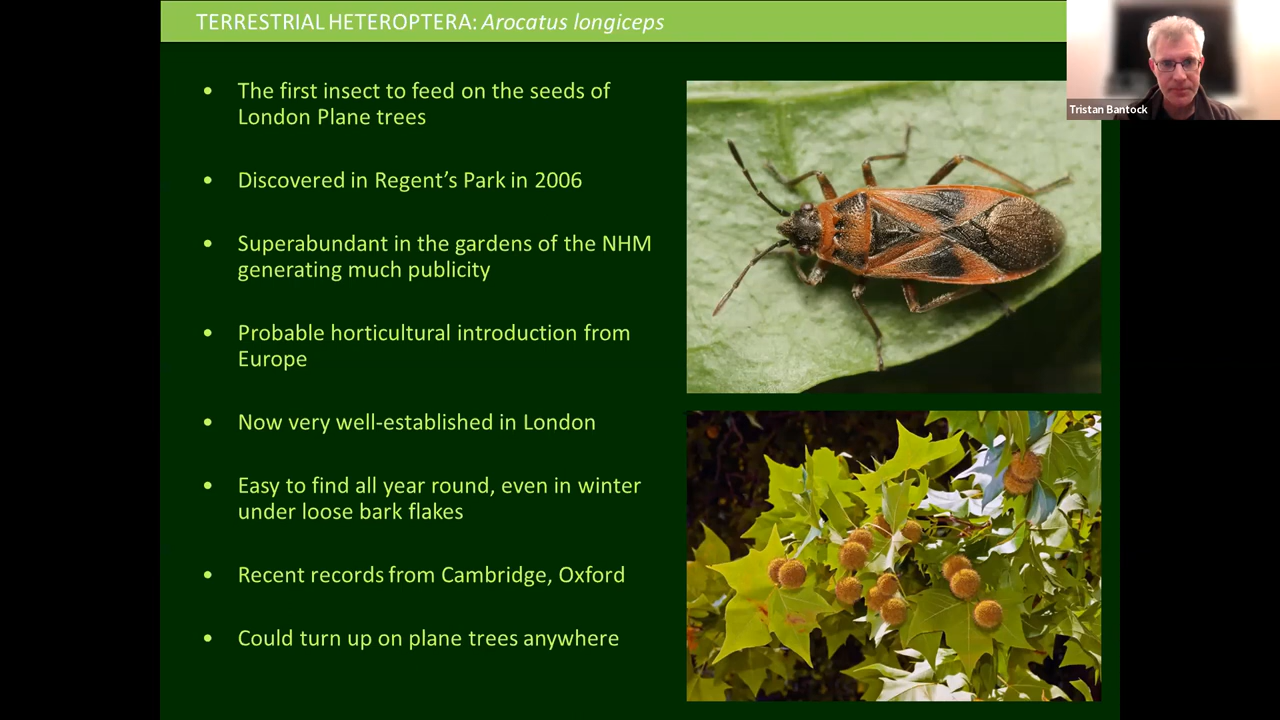 TERRESTRIAL HETEROPTERA: Arocatus longiceps
Tristan Bantock
• The first insect to feed on the seeds of
London Plane trees
• Discovered in Regent’s Park in 2006
• Superabundant in the gardens of the NHM
generating much publicity
• Probable horticultural introduction from
Europe
• Now very well-established in London
• Easy to find all year round, even in winter
under loose bark flakes
• Recent records from Cambridge, Oxford
• Could turn up on plane trees anywhere